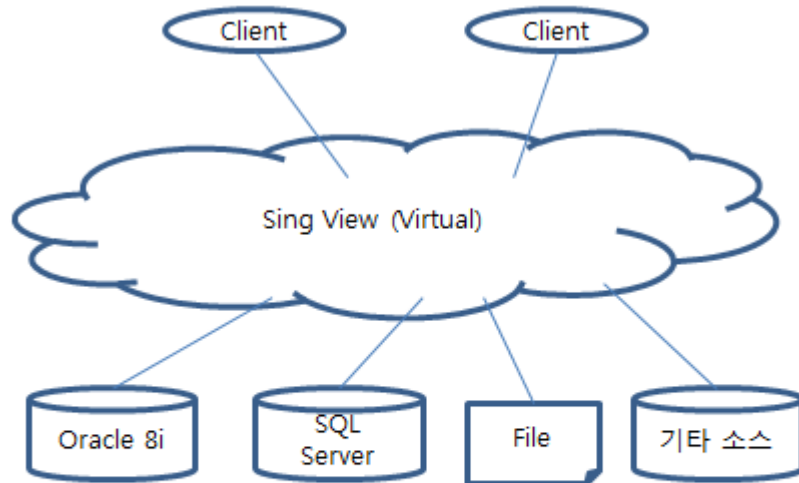 Client
Client
Sing View (Virtual)
Oracle 8i
SQL
Server
File
기타 소스